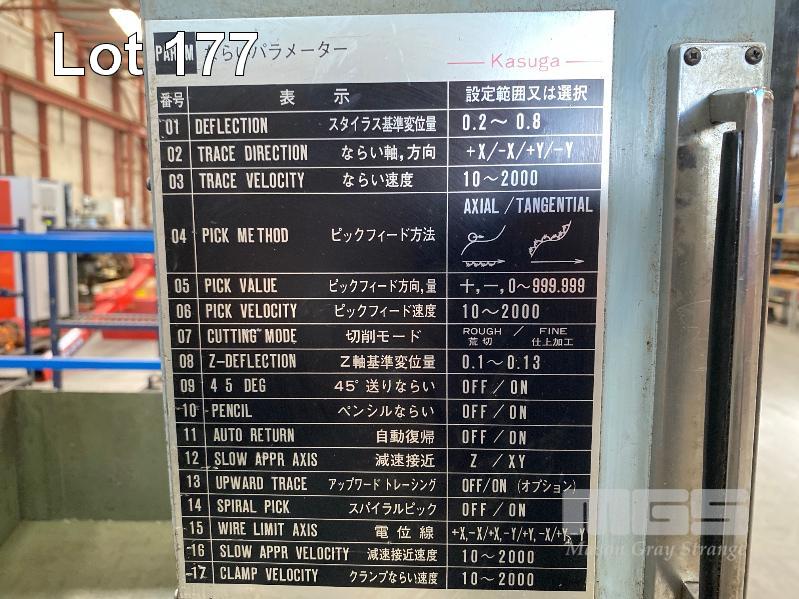 Lot 177
PARAM ならいパラメーター
Kasuga
番号 表 示 設定範囲又は選択
01 DEFLECTION スタイラス基準変位量 0.2～0.8
02 TRACE DIRECTION ならい軸,方向 +X/-X/+Y/-Y
03 TRACE VELOCITY ならい速度 10～2000
AXIAL / TANGENTIAL
04 PICK METHOD ピックフィード方法
05 PICK VALUE ピックフィード方向,量 +,-,0～999.999
06 PICK VELOCITY ピックフィード速度 10～2000
07 CUTTING MODE 切削モード ROUGH / FINE
荒切 仕上加工
08 Z-DEFLECTION Z軸基準変位量 0.1～0.13
09 45 DEG 45°送りならい OFF / ON
10 PENCIL ペンシルならい OFF / ON
11 AUTO RETURN 自動復帰 OFF / ON
12 SLOW APPR AXIS 減速接近 Z / XY
13 UPWARD TRACE アップワード トレーシング OFF/ON (オプション)
14 SPIRAL PICK スパイラルピック OFF / ON
15 WIRE LIMIT AXIS 電位線 +X,-X/+X,-Y/+Y,-X/+Y,-Y
16 SLOW APPR VELOCITY 減速接近速度 10～2000
17 CLAMP VELOCITY クランプならい速度 10～2000
MGS
Mason Gray Strange